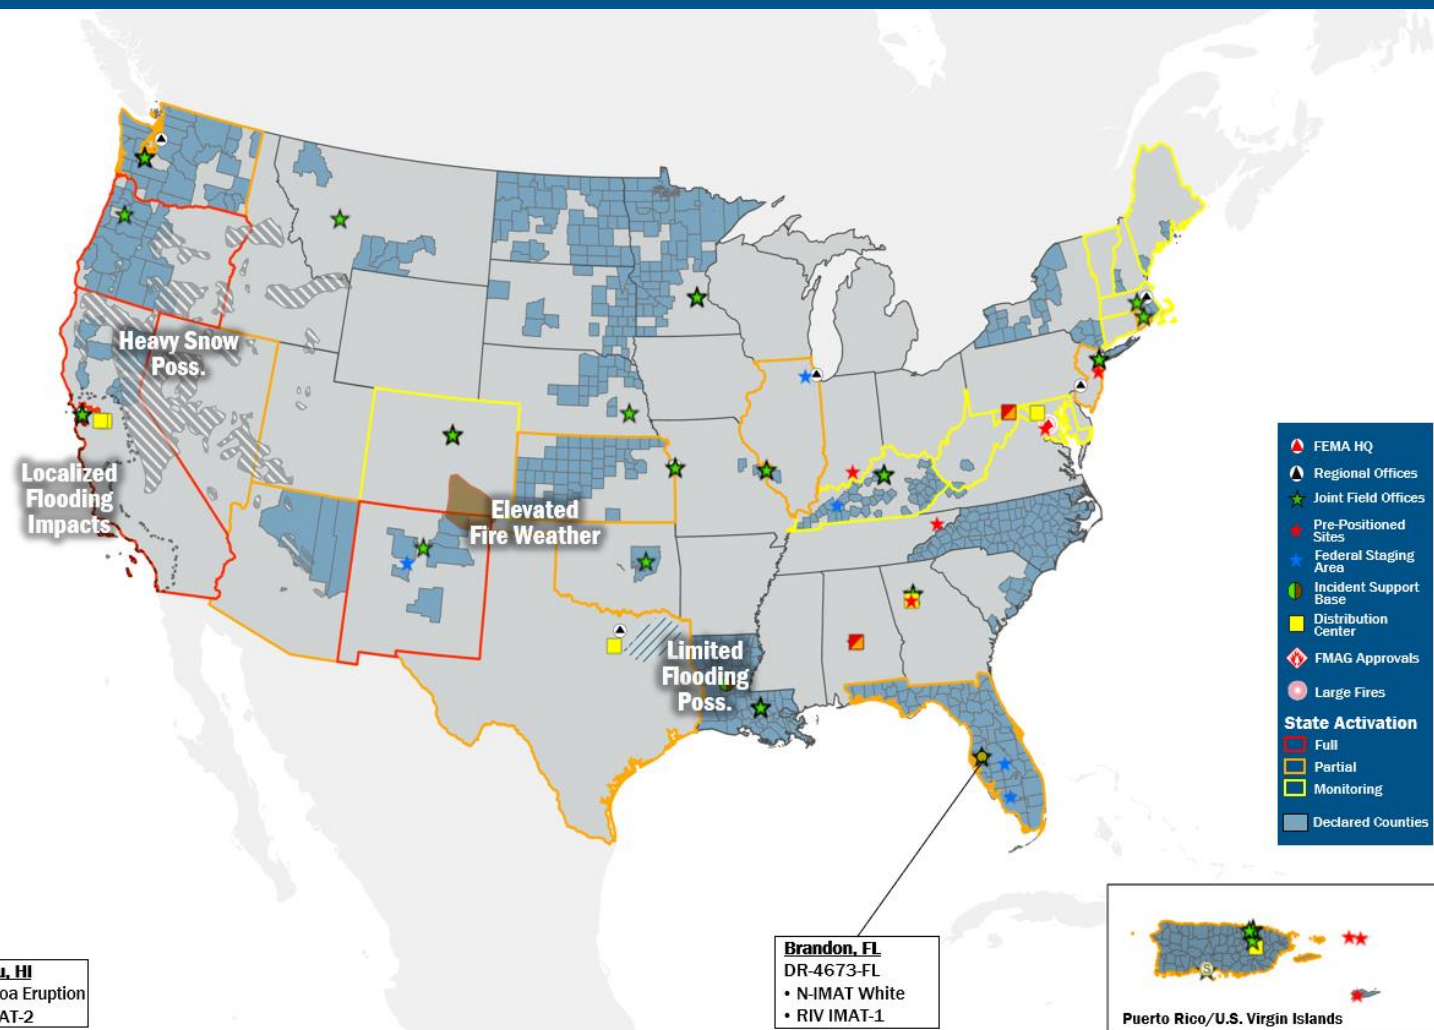 Heavy Snow
Poss.
Localized
Flooding
Impacts
Elevated
Fire Weather
Limited
Flooding
Poss.
FEMA HQ
Regional Offices
Joint Field Offices
Pre-Positioned
Sites
Federal Staging
Area
Incident Support
Base
Distribution
Center
FMAG Approvals
Large Fires
State Activation
Full
Partial
Monitoring
Declared Counties
u, HI
oa Eruption
AT-2
Brandon, FL
DR-4673-FL
• N-IMAT White
• RIV IMAT-1
S
Puerto Rico/U.S. Virgin Islands